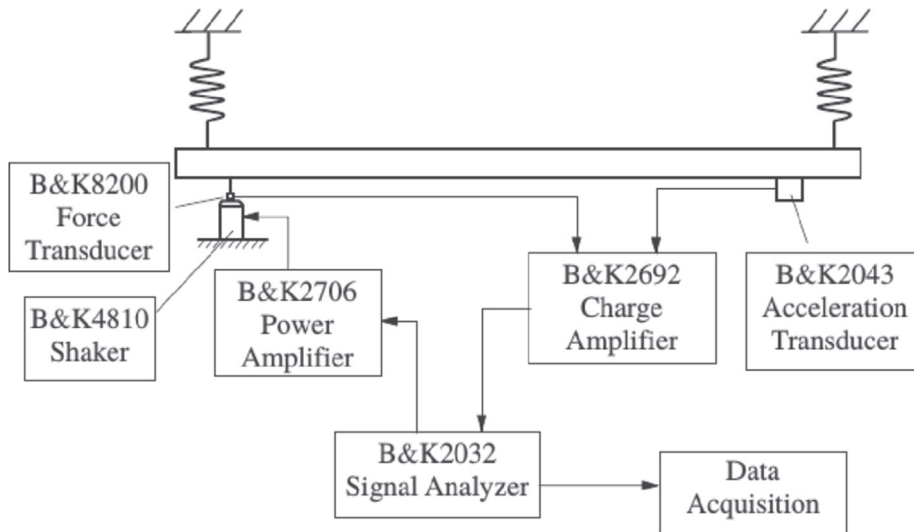 B&K8200
Force
Transducer
B&K4810
Shaker
B&K2706
Power
Amplifier
B&K2692
Charge
Amplifier
B&K2043
Acceleration
Transducer
B&K2032
Signal Analyzer
Data
Acquisition